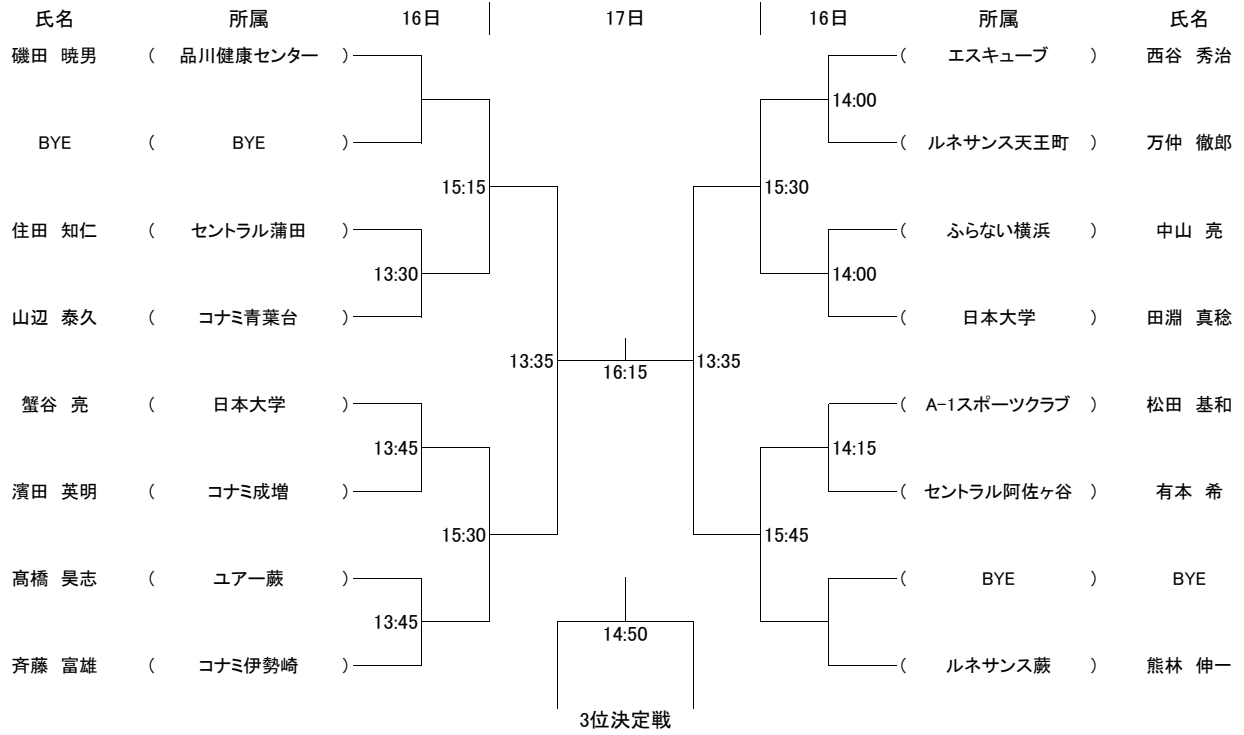 氏名 所属 16日 17日 16日 所属 氏名
磯田 暁男 ( 品川健康センター ) ( エスキューブ ) 西谷 秀治
14:00
BYE ( BYE ) ( ルネサンス天王町 ) 万仲 徹郎
15:15 15:30
住田 知仁 ( セントラル蒲田 ) ( ふらない横浜 ) 中山 亮
13:30 14:00
山辺 泰久 ( コナミ青葉台 ) ( 日本大学 ) 田淵 真稔
13:35 16:15 13:35
蟹谷 亮 ( 日本大学 ) ( A-1スポーツクラブ ) 松田 基和
13:45 14:15
濱田 英明 ( コナミ成増 ) ( セントラル阿佐ヶ谷 ) 有本 希
15:30 15:45
髙橋 昊志 ( ユアー蕨 ) ( BYE ) BYE
13:45 14:50
斉藤 富雄 ( コナミ伊勢崎 ) ( ルネサンス蕨 ) 熊林 伸一
3位決定戦